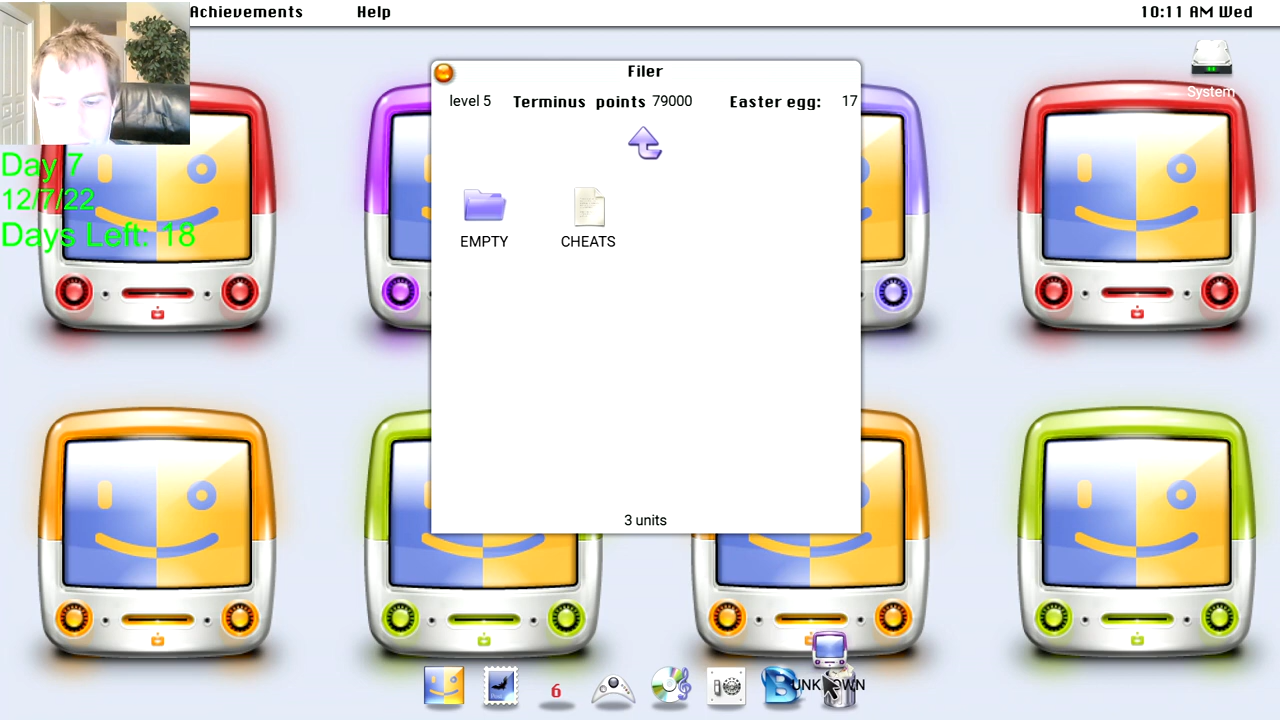 Achievements
Help
10:11 AM Wed
System
Day 7
12/7/22
Days Left: 18
Filer
level 5
Terminus points 79000
Easter egg: 17
EMPTY
CHEATS
3 units
6
B